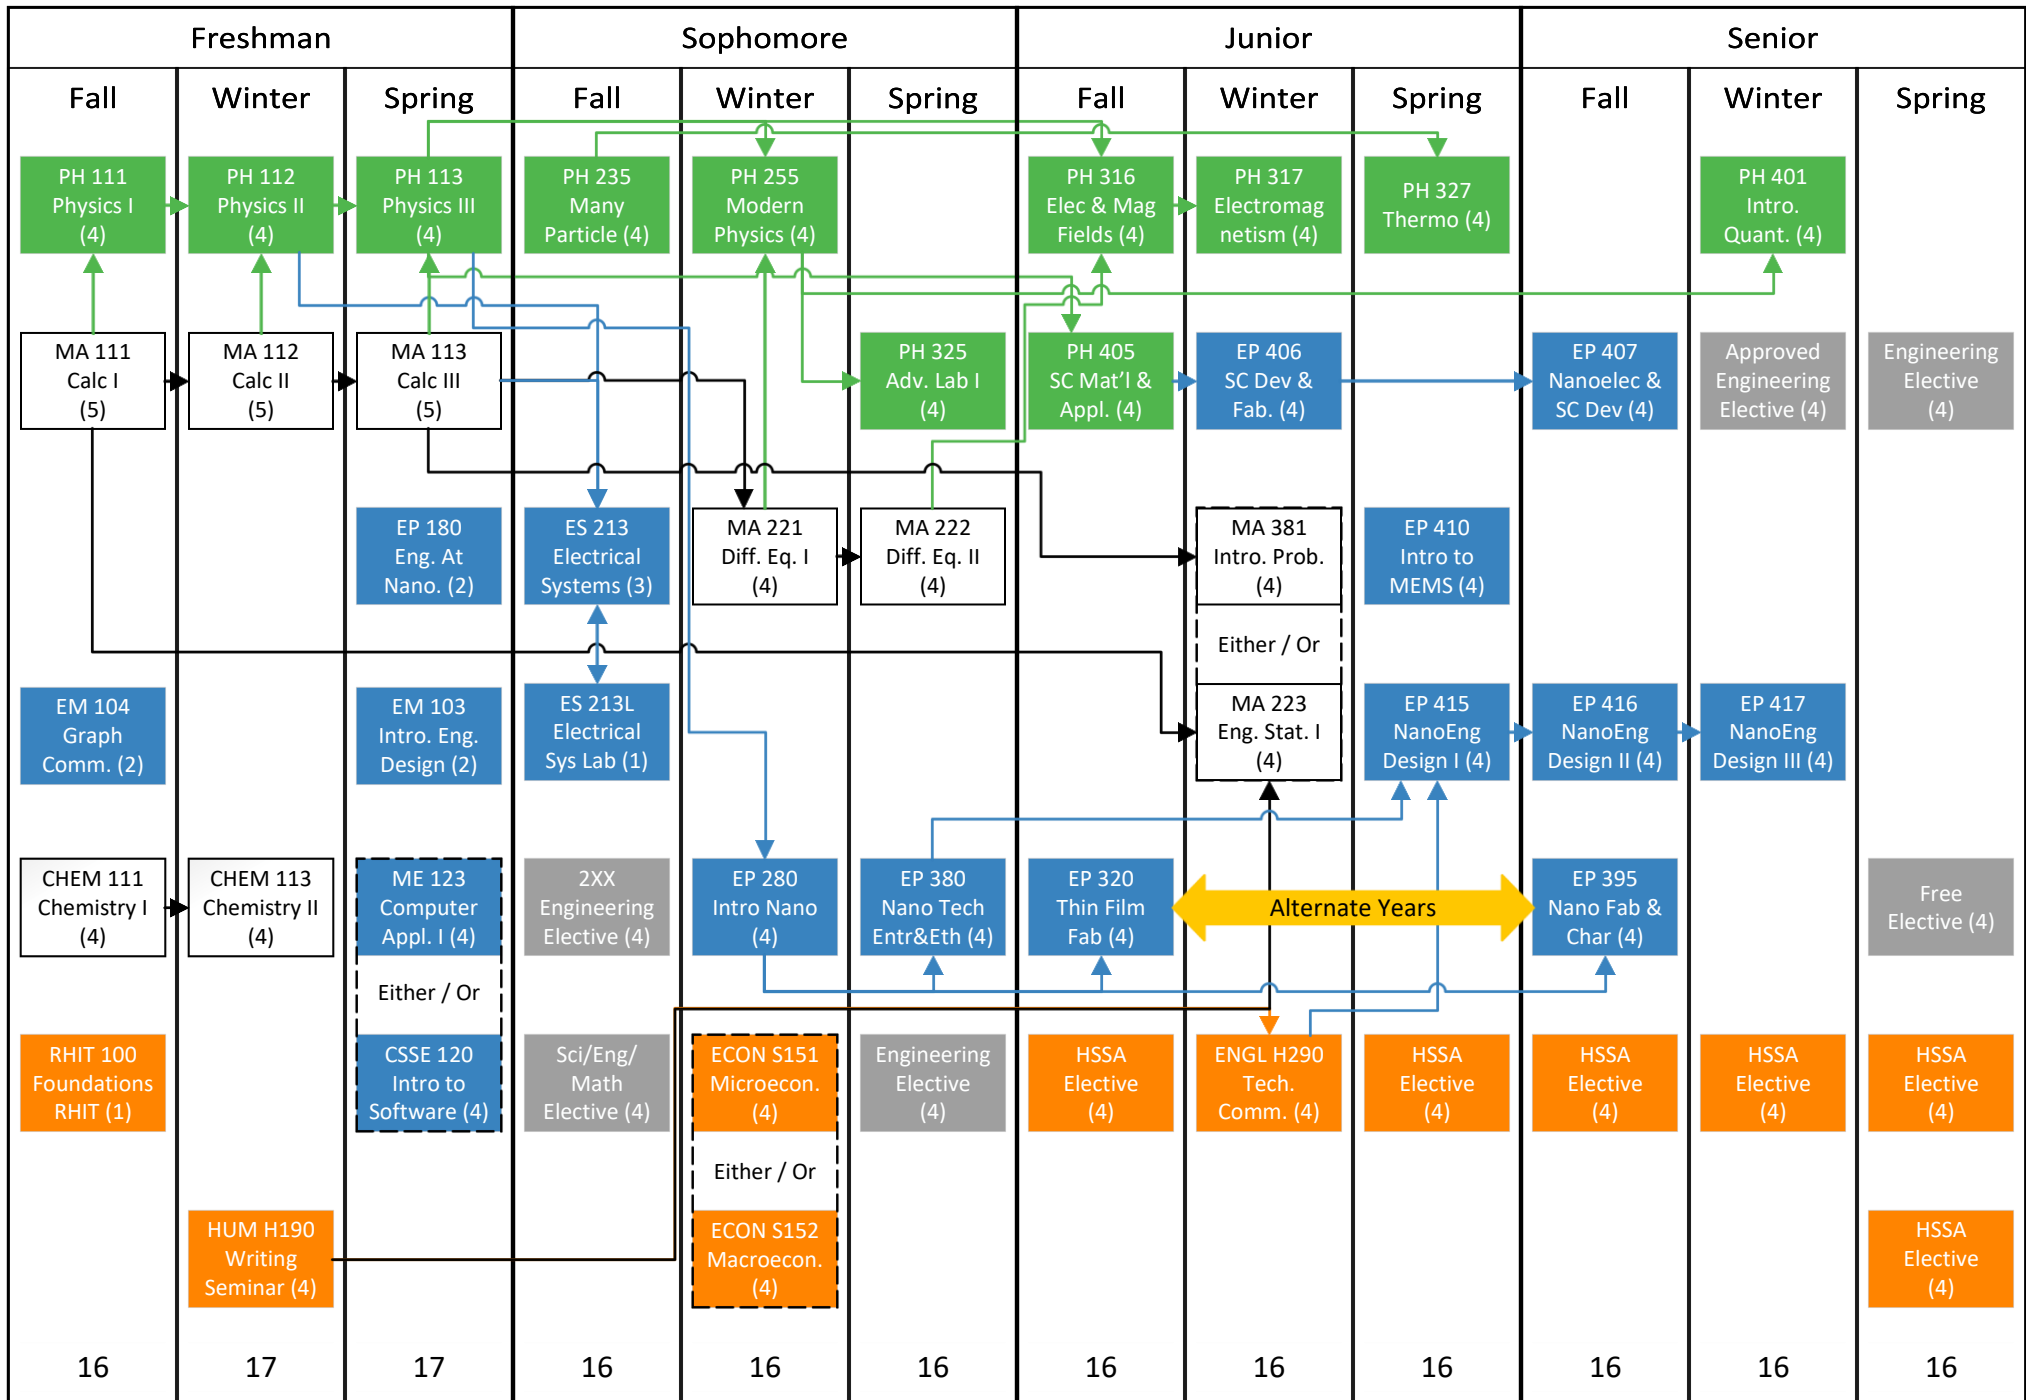 Freshman
Sophomore
Junior
Senior
Fall
Winter
Spring
Fall
Winter
Spring
Fall
Winter
Spring
Fall
Winter
Spring
PH 111
Physics I
(4)
PH 112
Physics II
(4)
PH 113
Physics III
(4)
PH 235
Many
Particle (4)
PH 255
Modern
Physics (4)
PH 316
Elec & Mag
Fields (4)
PH 317
Electromag
netism (4)
PH 327
Thermo (4)
PH 401
Intro.
Quant. (4)
MA 111
Calc I
(5)
MA 112
Calc II
(5)
MA 113
Calc III
(5)
PH 325
Adv. Lab I
(4)
PH 405
SC Mat’l &
Appl. (4)
EP 406
SC Dev &
Fab. (4)
EP 407
Nanoelec &
SC Dev (4)
Approved
Engineering
Elective (4)
Engineering
Elective
(4)
EP 180
Eng. At
Nano. (2)
ES 213
Electrical
Systems (3)
MA 221
Diff. Eq. I
(4)
MA 222
Diff. Eq. II
(4)
MA 381
Intro. Prob.
(4)
EP 410
Intro to
MEMS (4)
Either / Or
EM 104
Graph
Comm. (2)
EM 103
Intro. Eng.
Design (2)
ES 213L
Electrical
Sys Lab (1)
MA 223
Eng. Stat. I
(4)
EP 415
NanoEng
Design I (4)
EP 416
NanoEng
Design II (4)
EP 417
NanoEng
Design III (4)
CHEM 111
Chemistry I
(4)
CHEM 113
Chemistry II
(4)
ME 123
Computer
Appl. I (4)
2XX
Engineering
Elective (4)
EP 280
Intro Nano
(4)
EP 380
Nano Tech
Entr&Eth (4)
EP 320
Thin Film
Fab (4)
Alternate Years
EP 395
Nano Fab &
Char (4)
Free
Elective (4)
Either / Or
RHIT 100
Foundations
RHIT (1)
CSSE 120
Intro to
Software (4)
Sci/Eng/
Math
Elective (4)
ECON S151
Microecon.
(4)
Engineering
Elective
(4)
HSSA
Elective
(4)
ENGL H290
Tech.
Comm. (4)
HSSA
Elective
(4)
HSSA
Elective
(4)
HSSA
Elective
(4)
HSSA
Elective
(4)
Either / Or
HUM H190
Writing
Seminar (4)
ECON S152
Macroecon.
(4)
HSSA
Elective
(4)
16
17
17
16
16
16
16
16
16
16
16
16